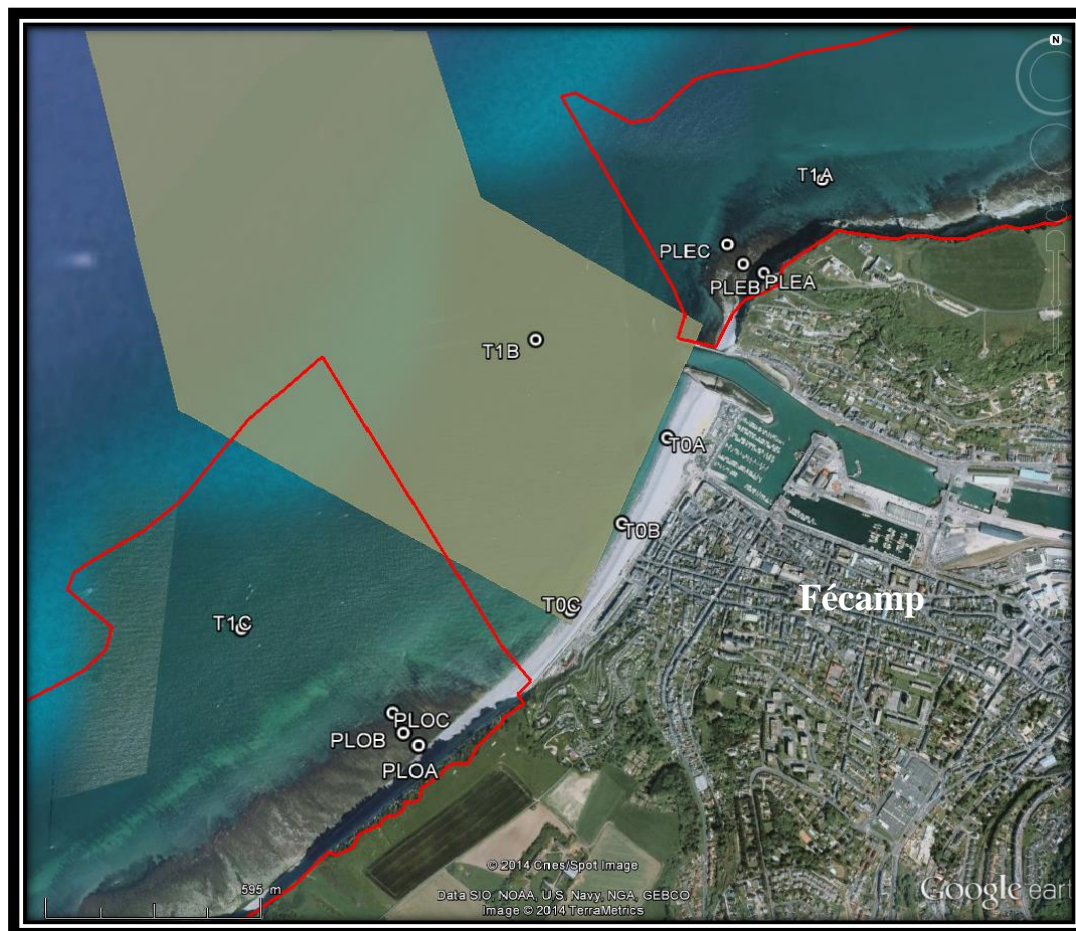 N
T1A
PLEC
PLEB
PLEA
T1B
T0A
T0B
T0C
Fécamp
T1C
PLOC
PLOB
PLOA
© 2014 Cnes/Spot Image
595 m
Data SIO, NOAA, U.S. Navy, NGA, GEBCO
Image © 2014 TerraMetrics
Google eart